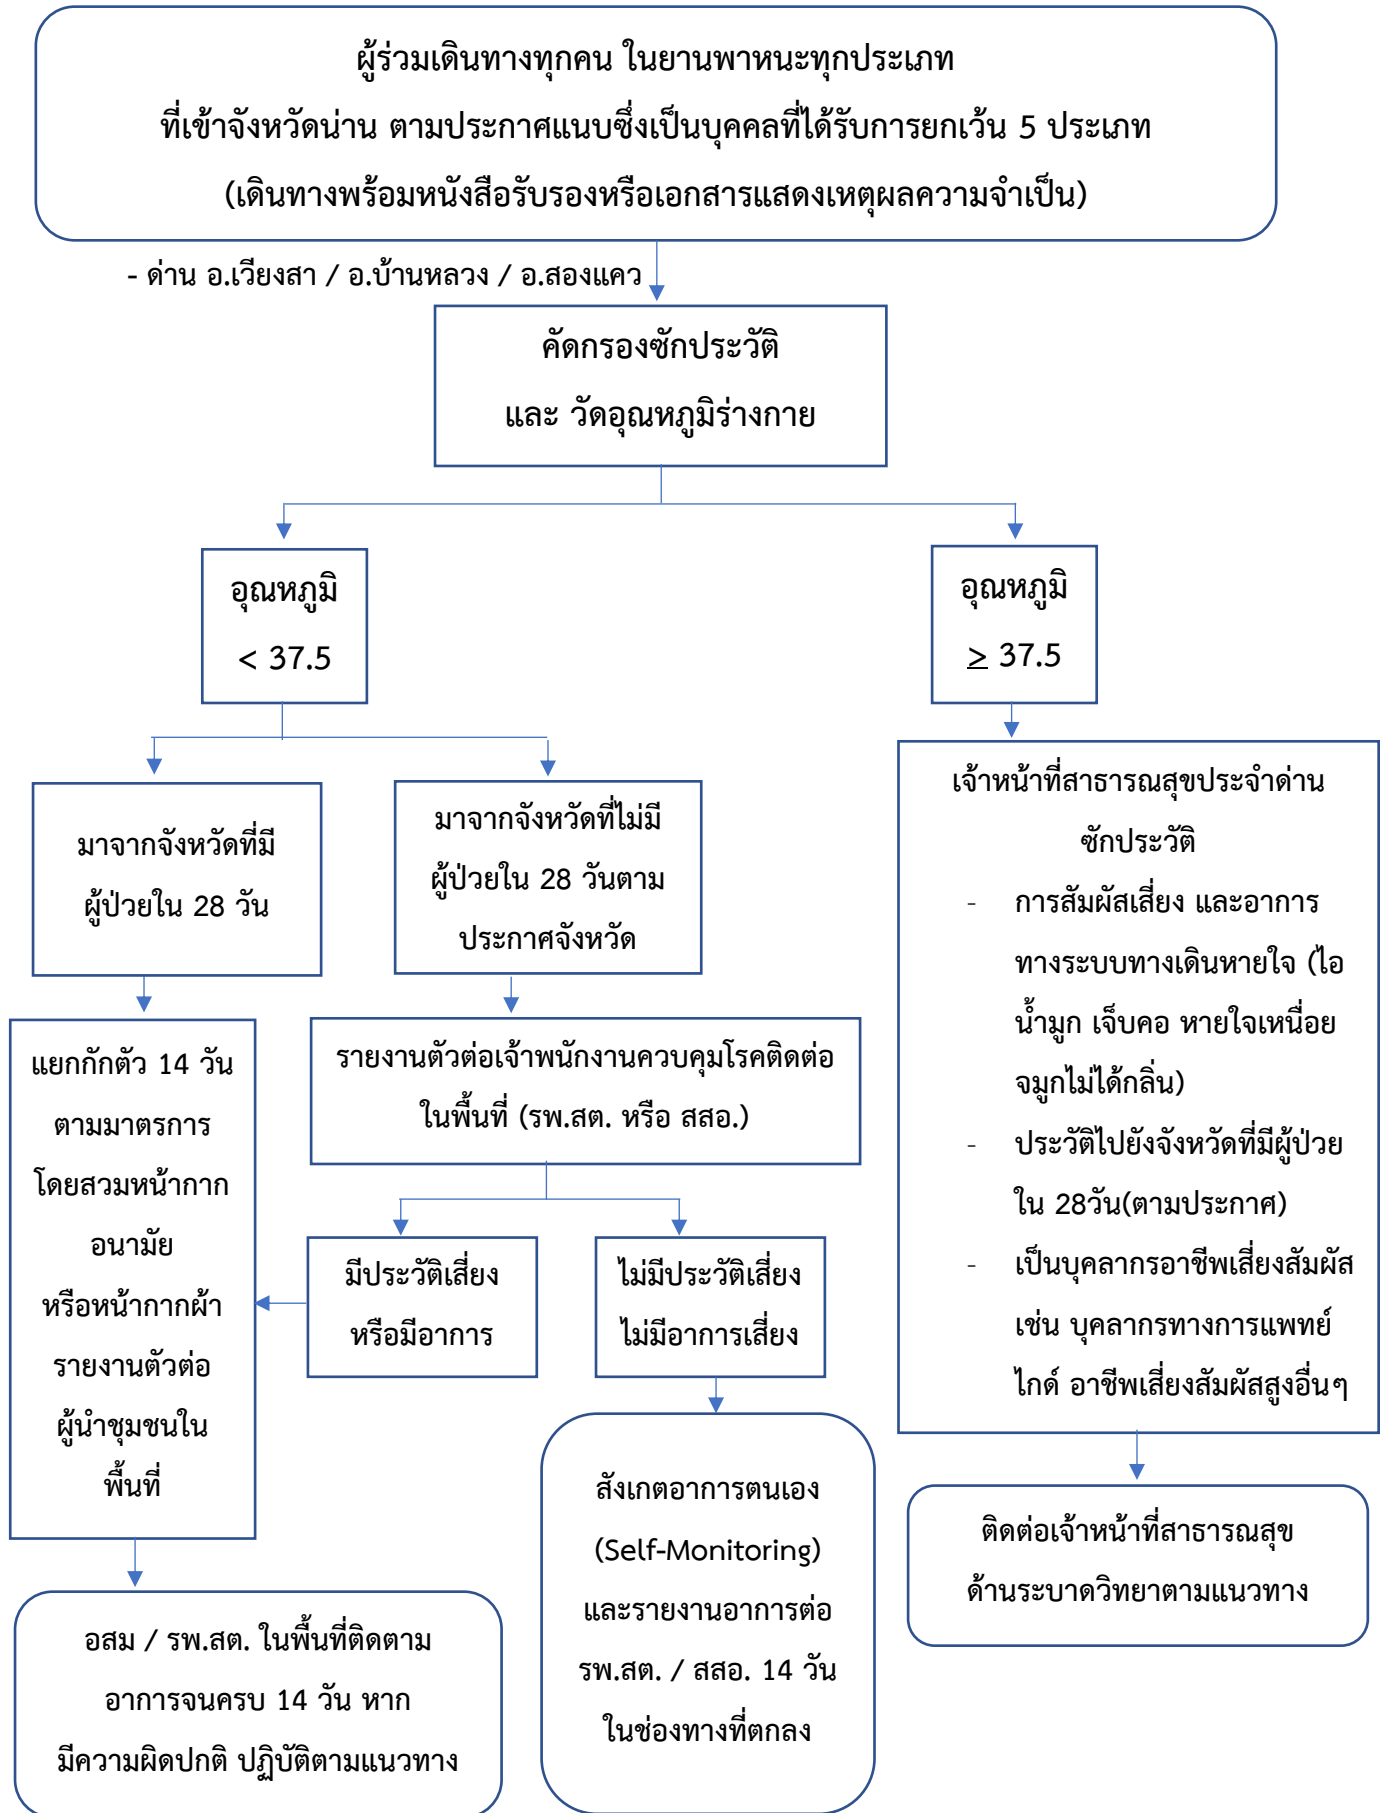 ผู้ร่วมเดินทางทุกคน ในยานพาหนะทุกประเภท
ที่เข้าจังหวัดน่าน ตามประกาศแนบซึ่งเป็นบุคคลที่ได้รับการยกเว้น 5 ประเภท
(เดินทางพร้อมหนังสือรับรองหรือเอกสารแสดงเหตุผลความจำเป็น)
- ด่าน อ.เวียงสา / อ.บ้านหลวง / อ.สองแคว
คัดกรองซักประวัติ
และ วัดอุณหภูมิร่างกาย
อุณหภูมิ
< 37.5
อุณหภูมิ
≥ 37.5
มาจากจังหวัดที่มี
ผู้ป่วยใน 28 วัน
มาจากจังหวัดที่ไม่มี
ผู้ป่วยใน 28 วันตาม
ประกาศจังหวัด
แยกกักตัว 14 วัน
ตามมาตรการ
โดยสวมหน้ากาก
อนามัย
หรือหน้ากากผ้า
รายงานตัวต่อ
ผู้นำชุมชนใน
พื้นที่
รายงานตัวต่อเจ้าพนักงานควบคุมโรคติดต่อ
ในพื้นที่ (รพ.สต. หรือ สสอ.)
มีประวัติเสี่ยง
หรือมีอาการ
ไม่มีประวัติเสี่ยง
ไม่มีอาการเสี่ยง
เจ้าหน้าที่สาธารณสุขประจำด่าน
ซักประวัติ
- การสัมผัสเสี่ยง และอาการ
ทางระบบทางเดินหายใจ (ไอ
น้ำมูก เจ็บคอ หายใจเหนื่อย
จมูกไม่ได้กลิ่น)
- ประวัติไปยังจังหวัดที่มีผู้ป่วย
ใน 28วัน(ตามประกาศ)
- เป็นบุคลากรอาชีพเสี่ยงสัมผัส
เช่น บุคลากรทางการแพทย์
ไกด์ อาชีพเสี่ยงสัมผัสสูงอื่นๆ
อสม / รพ.สต. ในพื้นที่ติดตาม
อาการจนครบ 14 วัน หาก
มีความผิดปกติ ปฏิบัติตามแนวทาง
สังเกตอาการตนเอง
(Self-Monitoring)
และรายงานอาการต่อ
รพ.สต. / สสอ. 14 วัน
ในช่องทางที่ตกลง
ติดต่อเจ้าหน้าที่สาธารณสุข
ด้านระบาดวิทยาตามแนวทาง